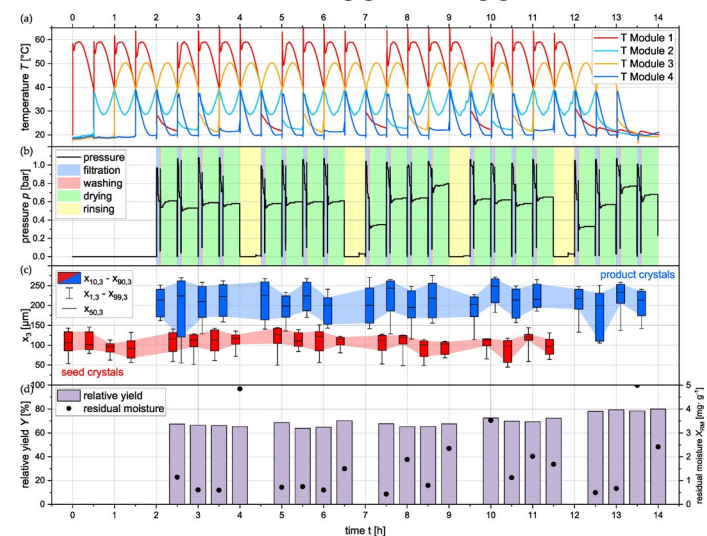 (a)
60
50
40
30
20
temperature T [°C]
T Module 1
T Module 2
T Module 3
T Module 4
(b)
1.0
0.8
0.6
0.4
0.2
0.0
pressure p [bar]
pressure
filtration
washing
drying
rinsing
(c)
250
200
150
100
50
x3 [µm]
x10,3 - x90,3
x1,3 - x99,3
x50,3
product crystals
seed crystals
(d)
100
80
60
40
20
0
relative yield Y [%]
relative yield
residual moisture
5
4
3
2
1
0
residual moisture XRM [mg· g-1]
0 1 2 3 4 5 6 7 8 9 10 11 12 13 14
time t [h]